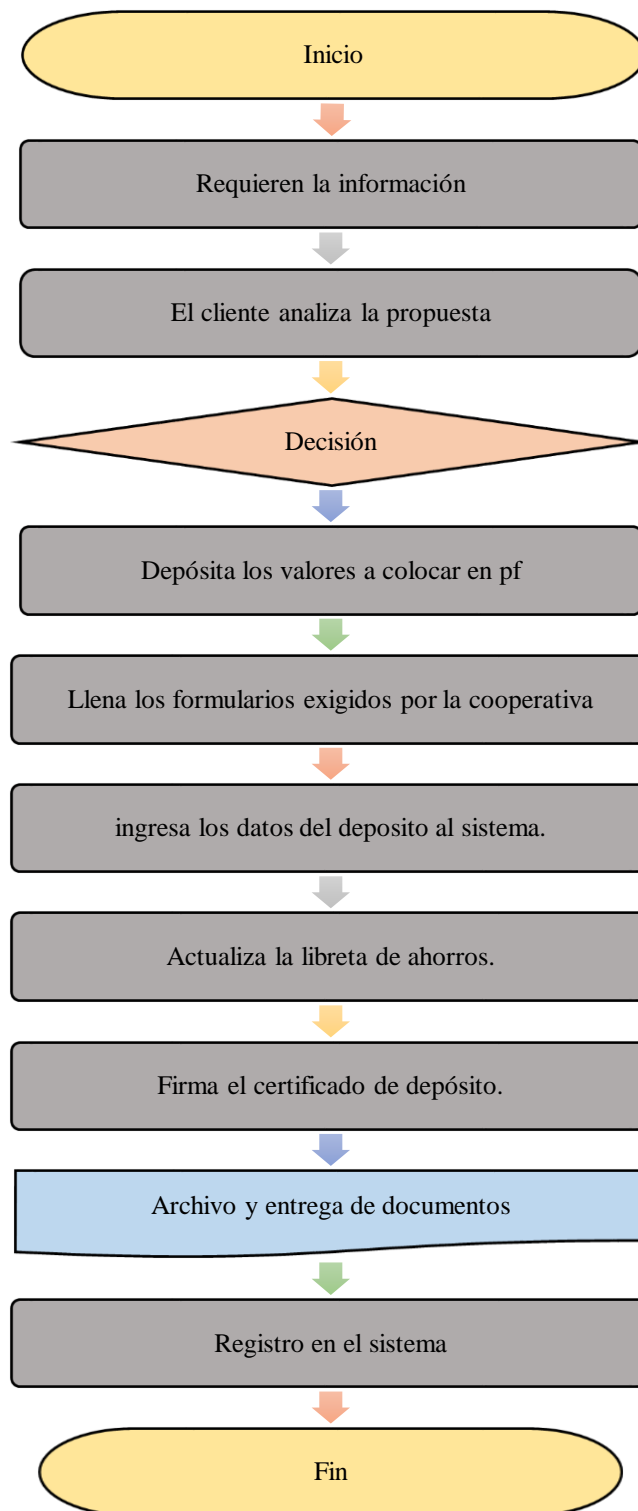 Inicio
Requieren la información
El cliente analiza la propuesta
Decisión
Depósita los valores a colocar en pf
Llena los formularios exigidos por la cooperativa
ingresa los datos del deposito al sistema.
Actualiza la libreta de ahorros.
Firma el certificado de depósito.
Archivo y entrega de documentos
Registro en el sistema
Fin